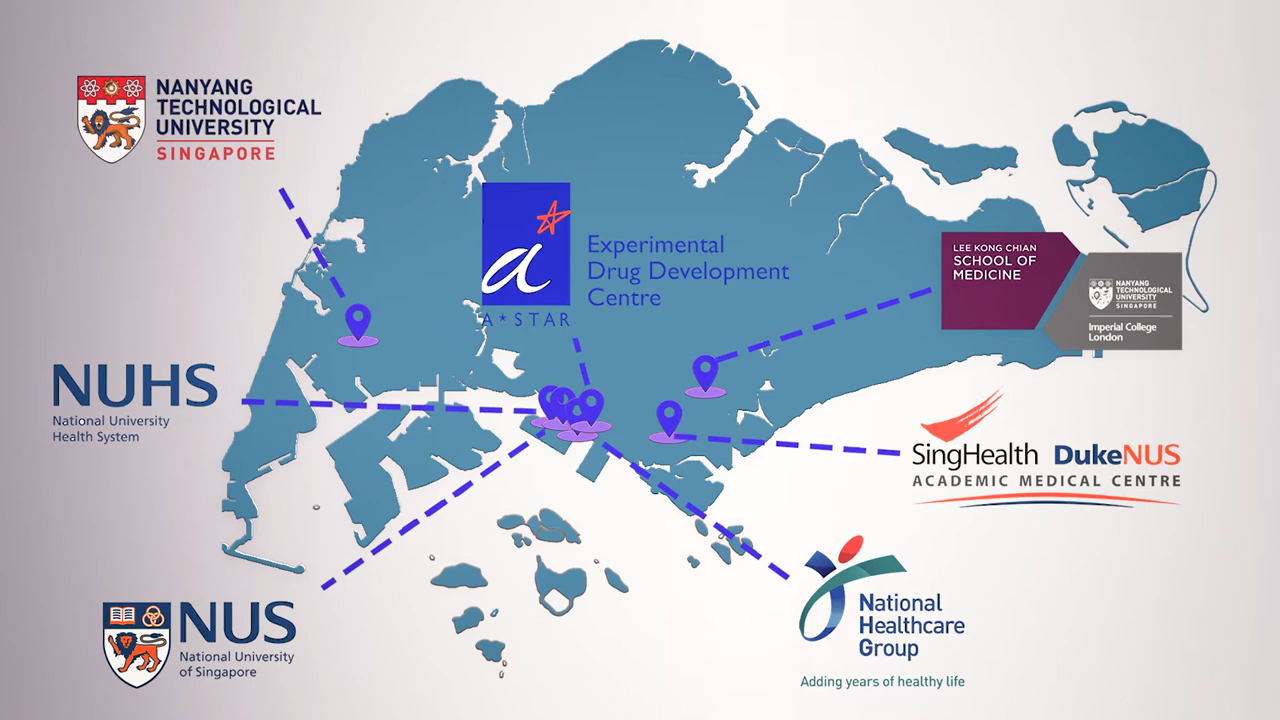 NANYANG
TECHNOLOGICAL
UNIVERSITY
SINGAPORE
a
A*STAR
Experimental
Drug Development
Centre
LEE KONG CHIAN
SCHOOL OF
MEDICINE
NANYANG
TECHNOLOGICAL
UNIVERSITY
SINGAPORE
Imperial College
London
NUHS
National University
Health System
SingHealth DukeNUS
ACADEMIC MEDICAL CENTRE
NUS
National University
of Singapore
National
Healthcare
Group
Adding years of healthy life